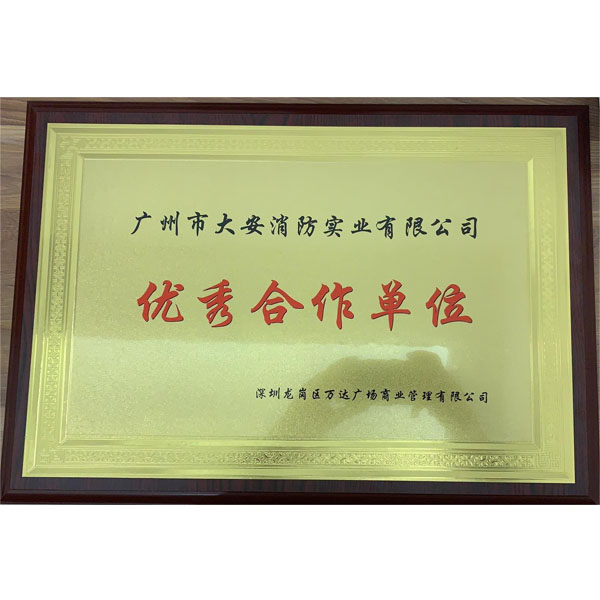 广州市大安消防实业有限公司
优秀合作单位
深圳龙岗区万达广场商业管理有限公司